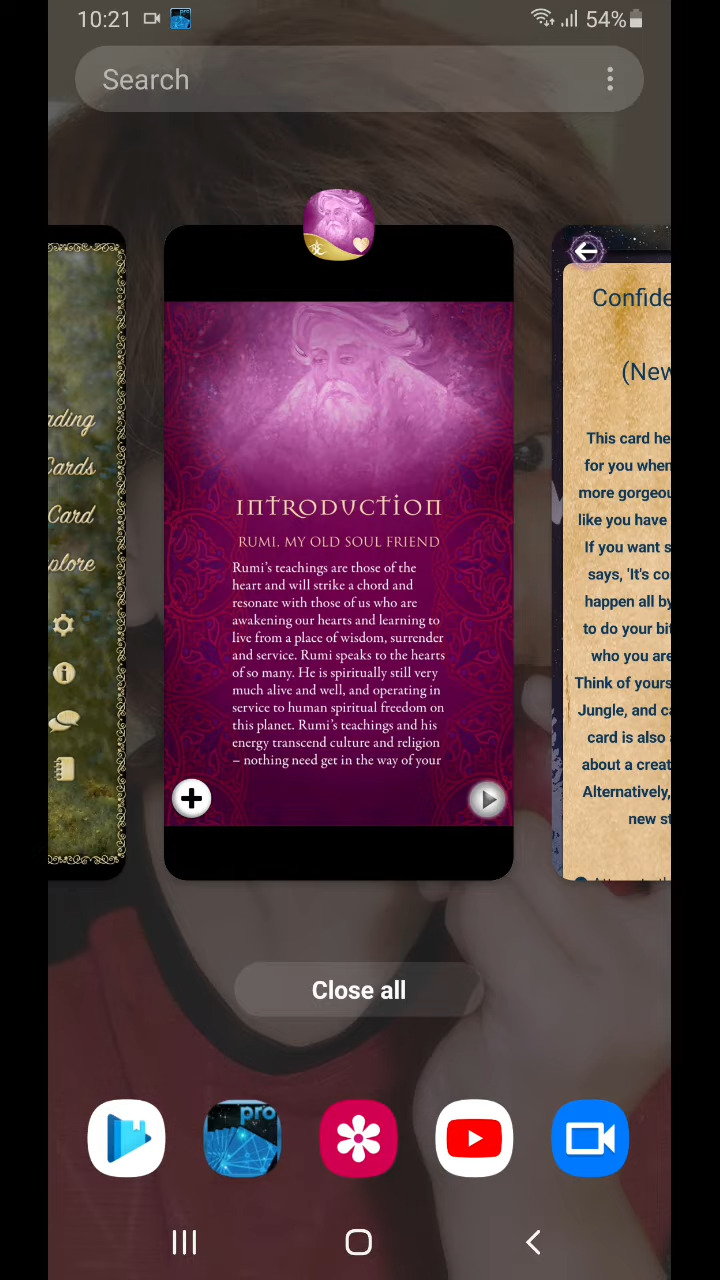 10:21
54%
Search
ading
Cards
Card
plore
INTRODUCTION
RUMI, MY OLD SOUL FRIEND
Rumi's teachings are those of the
heart and will strike a chord and
resonate with those of us who are
awakening our hearts and learning to
live from a place of wisdom, surrender
and service. Rumi speaks to the hearts
of so many. He is spiritually still very
much alive and well, and operating in
service to human spiritual freedom on
this planet. Rumi's teachings and his
energy transcend culture and religion
– nothing need get in the way of your
Confide
(New
This card he
for you when
more gorgeou
like you have
If you want s
says, 'It's co
happen all by
to do your bit
who you are
Think of yours
Jungle, and ca
card is also
about a creat
Alternatively,
new st
Close all
pro